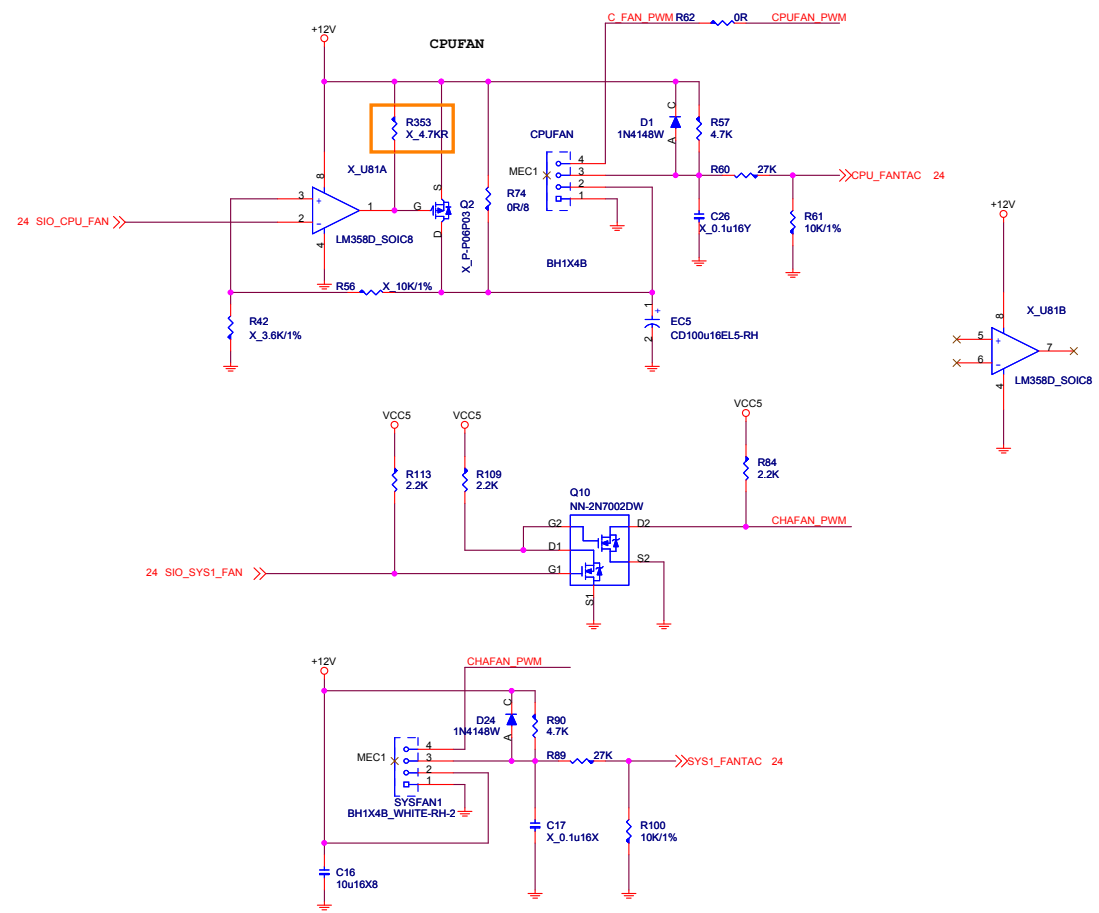 C_FAN_PWM R62 0R CPUFAN_PWM
+12V
CPUFAN
R353
X_4.7KR
X_U81A
8
3
+
2
-
1
4
LM358D_SOIC8
24 SIO_CPU_FAN
S
G
D
Q2
X_P-P06P03
R74
0R/8
CPUFAN
MEC1
4
3
2
1
BH1X4B
C
D1
1N4148W
A
R57
4.7K
R60 27K
CPU_FANTAC 24
C26
X_0.1u16Y
R61
10K/1%
R56 X_10K/1%
R42
X_3.6K/1%
1
+
EC5
CD100u16EL5-RH
2
+12V
X_U81B
8
5
+
6
-
7
4
LM358D_SOIC8
VCC5
R113
2.2K
VCC5
R109
2.2K
VCC5
R84
2.2K
Q10
NN-2N7002DW
G2
D1
G1
S1
D2
S2
CHAFAN_PWM
24 SIO_SYS1_FAN
+12V
CHAFAN_PWM
C
D24
1N4148W
A
R90
4.7K
MEC1
4
3
2
1
SYSFAN1
BH1X4B_WHITE-RH-2
R89 27K
SYS1_FANTAC 24
C17
X_0.1u16X
R100
10K/1%
C16
10u16X8